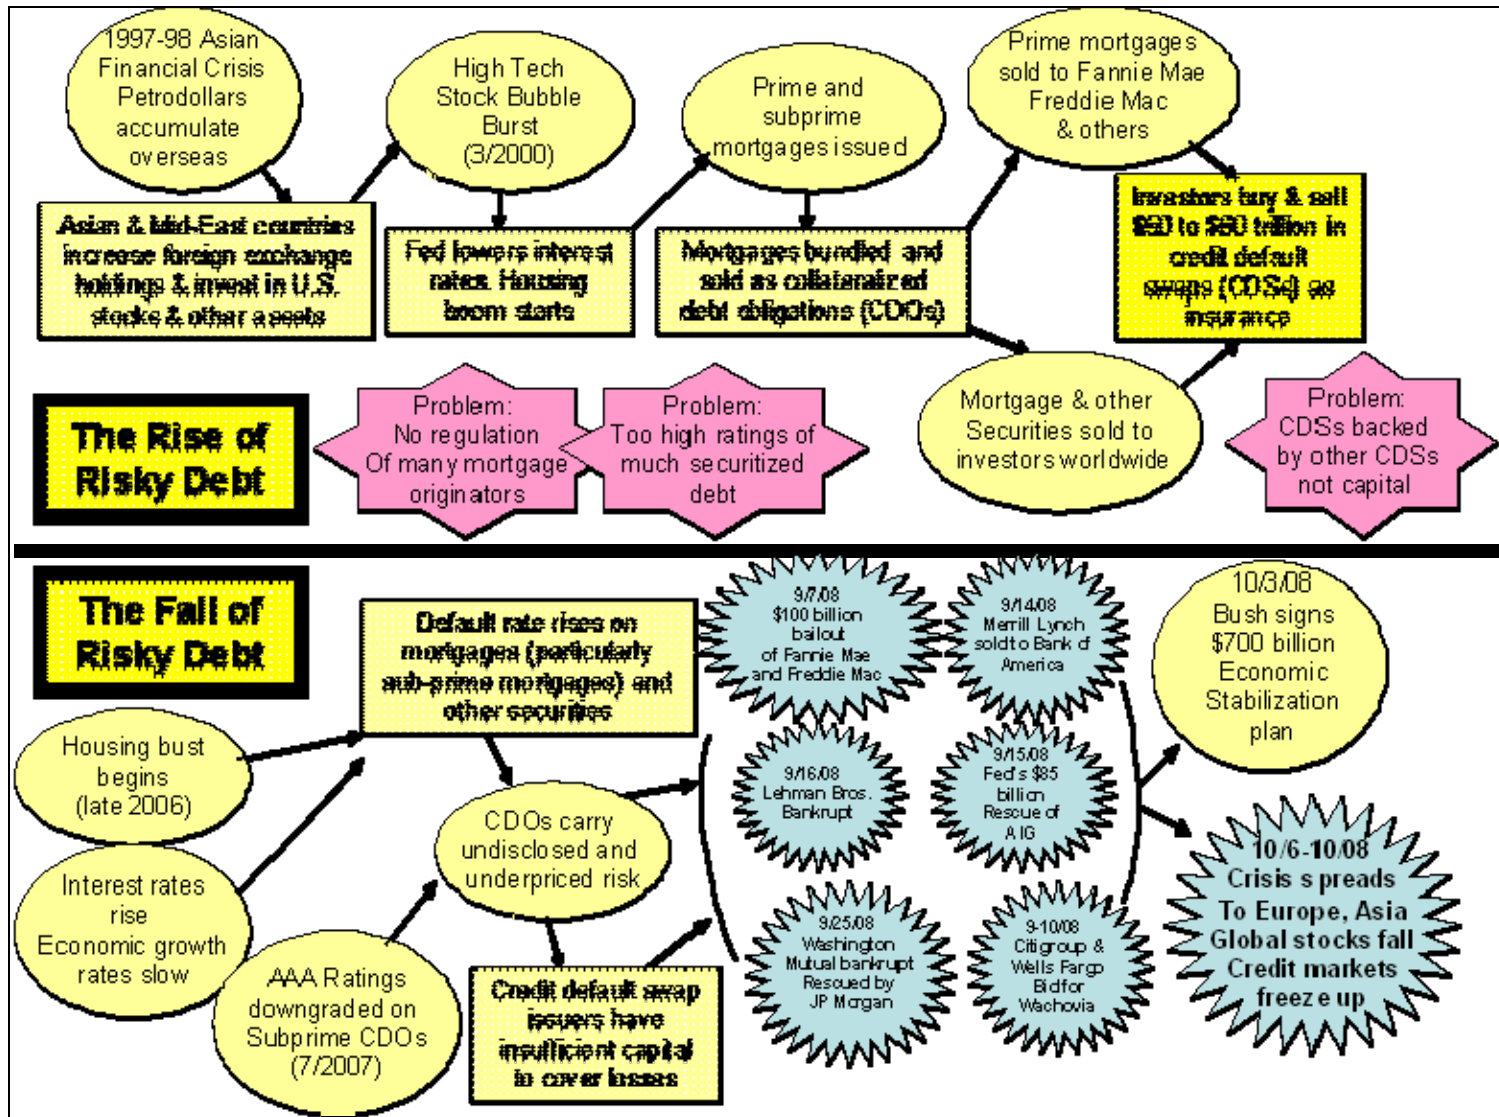 1997-98 Asian
Financial Crisis
Petrodollars
accumulate
overseas
High Tech
Stock Bubble
Burst
(3/2000)
Prime and
subprime
mortgages issued
Prime mortgages
sold to Fannie Mae
Freddie Mac
& others
Asian & Mid-East countries
increase foreign exchange
holdings & invest in U.S.
stocks & other assets
Fed lowers interest
rates. Housing
boom starts
Mortgages bundled and
sold as collateralized
debt obligations (CDOs)
Investors buy & sell
trillion in
credit default
swaps (CDSs) as
insurance
Mortgage & other
Securities sold to
investors worldwide
The Rise of
Risky Debt
Problem:
No regulation
Of many mortgage
originators
Problem:
Too high ratings of
much securitized
debt
Problem:
CDSs backed
by other CDSs
not capital
The Fall of
Risky Debt
Default rate rises on
mortgages (particularly
sub-prime mortgages) and
other securities
Housing bust
begins
(late 2006)
Interest rates
rise
Economic growth
rates slow
AAA Ratings
downgraded on
Subprime CDOs
(7/2007)
CDOs carry
undisclosed and
underpriced risk
Credit default swap
issuers have
insufficient capital
to cover losses
9/7/08
$100 billion
bailout
of Fannie Mae
and Freddie Mac
9/14/08
Merrill Lynch
sold to Bank of
America
9/16/08
Lehman Bros.
Bankrupt
9/15/08
Fed's $85
billion
Rescue of
AIG
9/25/08
Washington
Mutual bankrupt
Rescued by
JP Morgan
9-10/08
Citigroup &
Wells Fargo
Bid for
Wachovia
10/3/08
Bush signs
$700 billion
Economic
Stabilization
plan
10/6-10/08
Crisis spreads
To Europe, Asia
Global stocks fall
Credit markets
freeze up